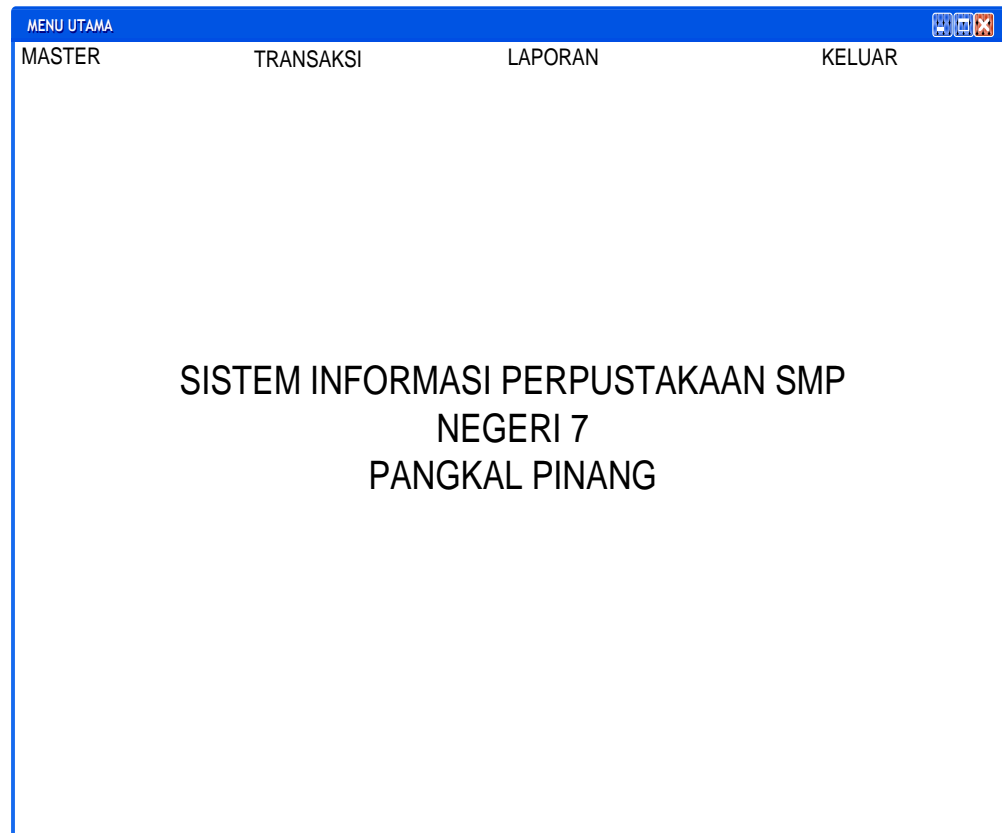 MENU UTAMA
MASTER TRANSAKSI LAPORAN KELUAR
SISTEM INFORMASI PERPUSTAKAAN SMP
NEGERI 7
PANGKAL PINANG